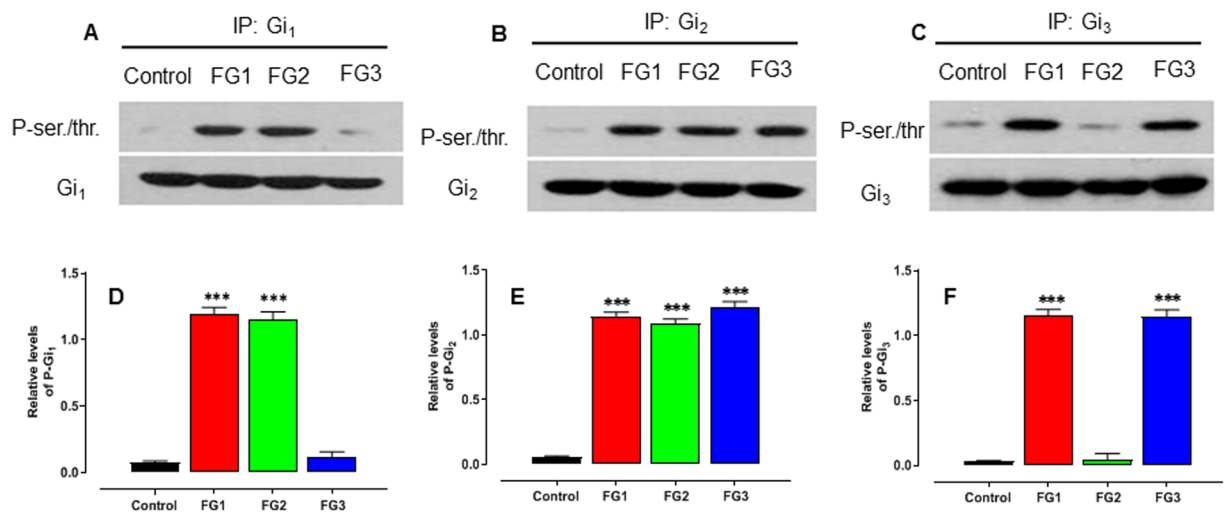 A
IP: Gi₁
Control FG1 FG2 FG3
P-ser./thr.
Gi₁
B
IP: Gi₂
Control FG1 FG2 FG3
P-ser./thr.
Gi₂
C
IP: Gi₃
Control FG1 FG2 FG3
P-ser./thr
Gi₃
D
Relative levels
of P-Gi₁
1.5
1.0
0.5
0.0
*** ***
Control FG1 FG2 FG3
E
Relative levels
of P-Gi₂
1.5
1.0
0.5
0.0
*** *** ***
Control FG1 FG2 FG3
F
Relative levels
of P-Gi₃
1.5
1.0
0.5
0.0
*** ***
Control FG1 FG2 FG3